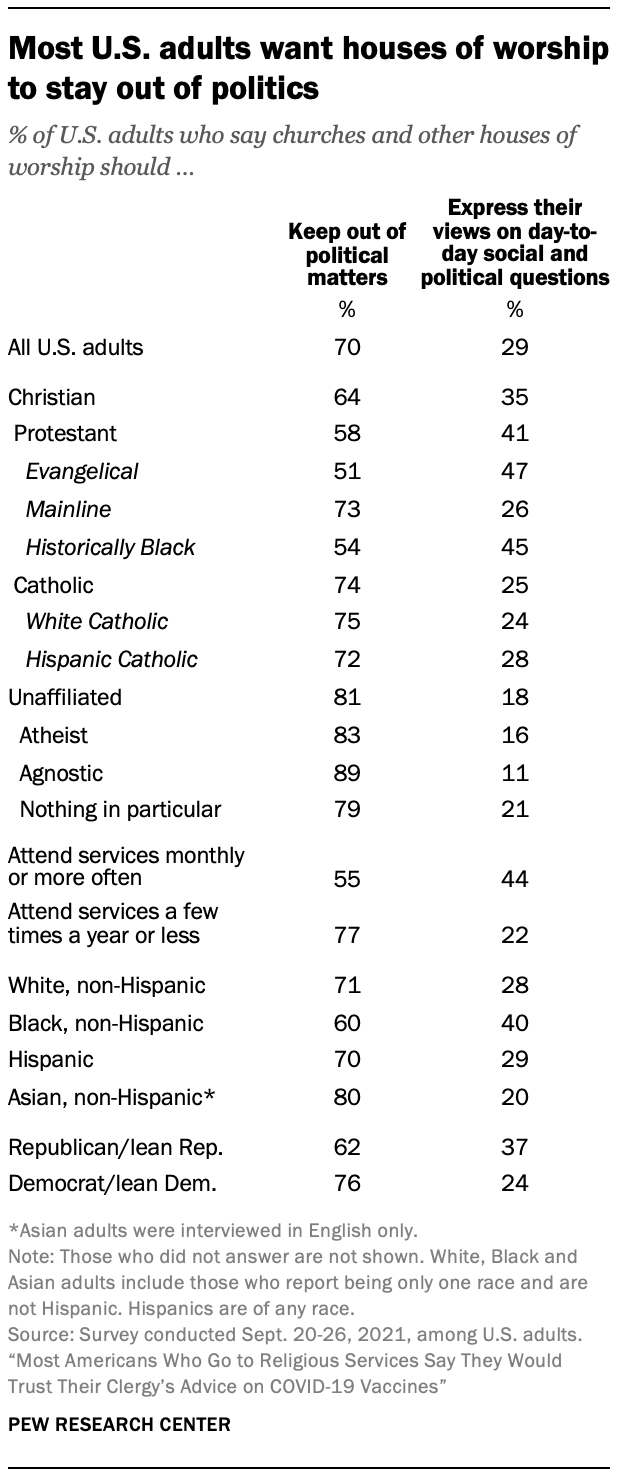 Most U.S. adults want houses of worship
to stay out of politics
% of U.S. adults who say churches and other houses of
worship should ...
Keep out of
political
matters
Express their
views on day-to-
day social and
political questions
% %
All U.S. adults 70 29
Christian 64 35
Protestant 58 41
Evangelical 51 47
Mainline 73 26
Historically Black 54 45
Catholic 74 25
White Catholic 75 24
Hispanic Catholic 72 28
Unaffiliated 81 18
Atheist 83 16
Agnostic 89 11
Nothing in particular 79 21
Attend services monthly
or more often 55 44
Attend services a few
times a year or less 77 22
White, non-Hispanic 71 28
Black, non-Hispanic 60 40
Hispanic 70 29
Asian, non-Hispanic* 80 20
Republican/lean Rep. 62 37
Democrat/lean Dem. 76 24
*Asian adults were interviewed in English only.
Note: Those who did not answer are not shown. White, Black and
Asian adults include those who report being only one race and are
not Hispanic. Hispanics are of any race.
Source: Survey conducted Sept. 20-26, 2021, among U.S. adults.
“Most Americans Who Go to Religious Services Say They Would
Trust Their Clergy’s Advice on COVID-19 Vaccines”
PEW RESEARCH CENTER